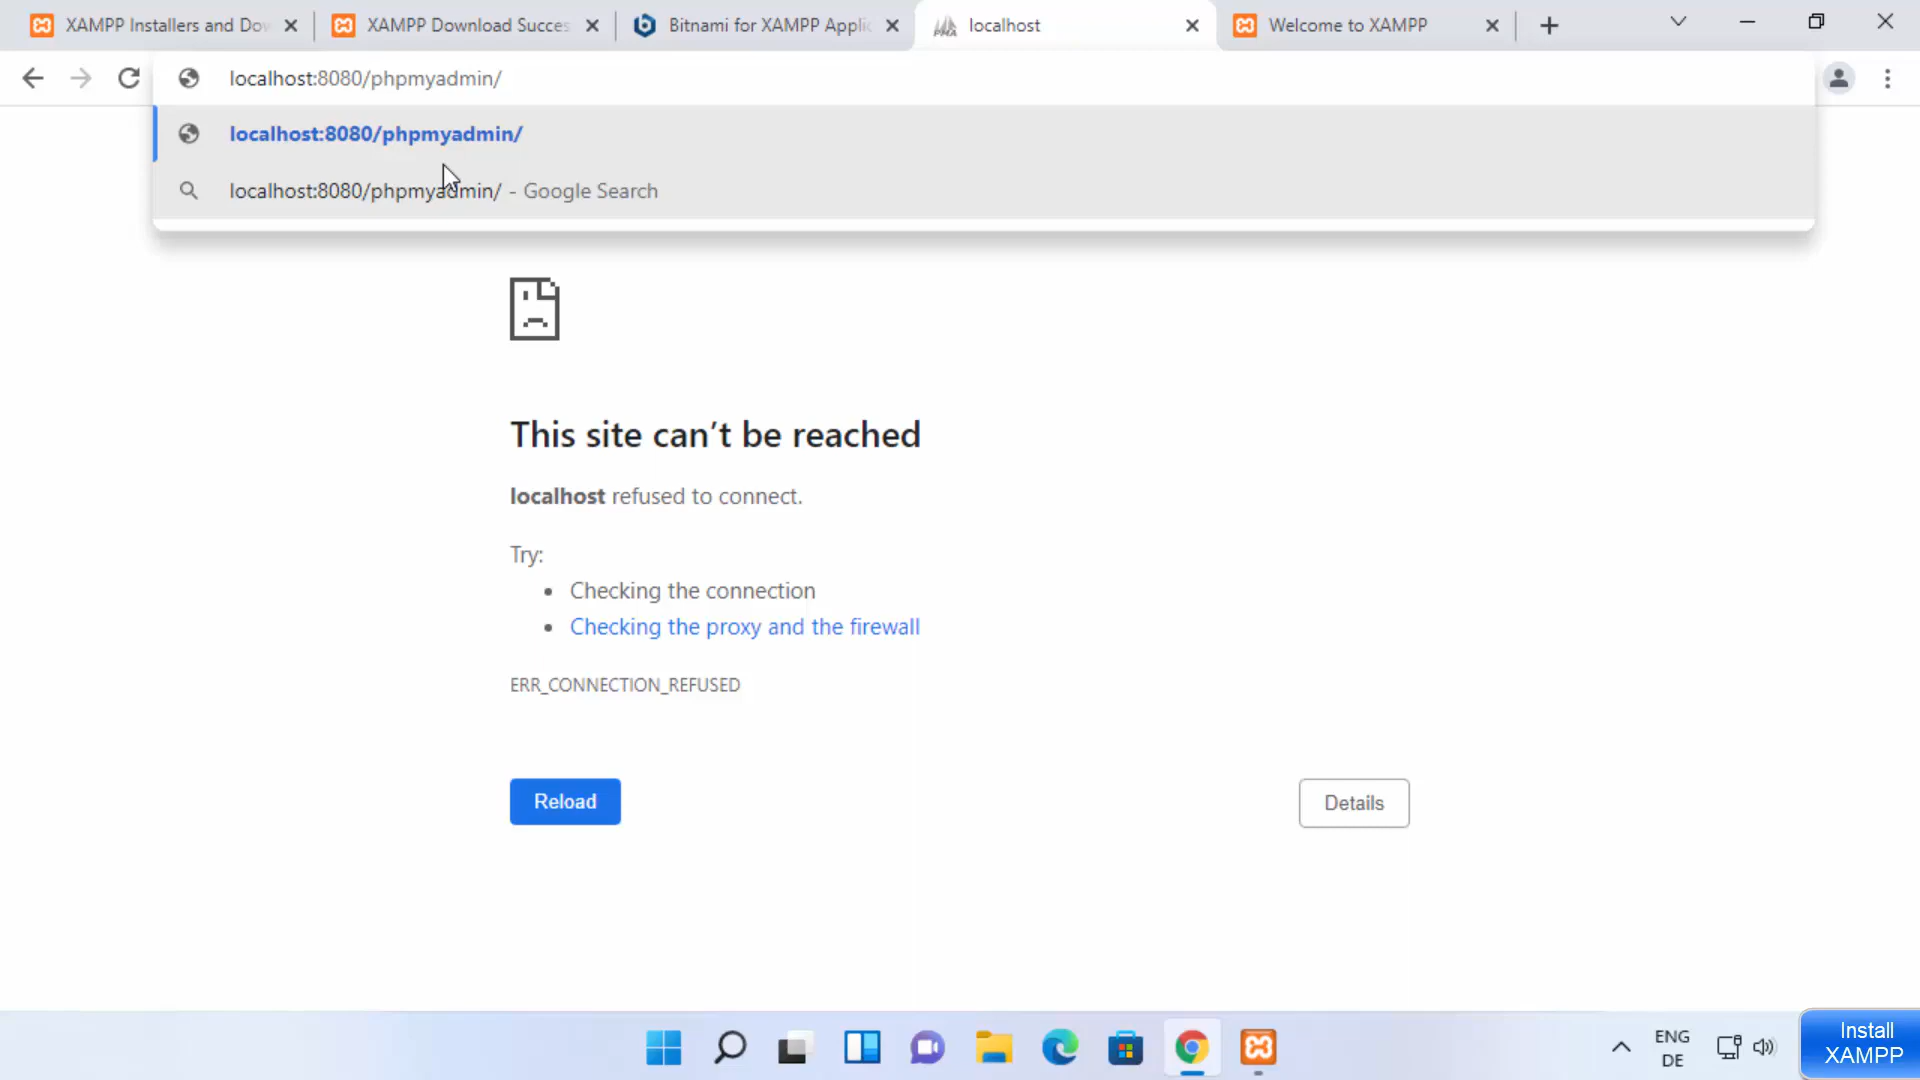 XAMPP Installers and Dow
XAMPP Download Succes
Bitnami for XAMPP Applic
localhost
Welcome to XAMPP
localhost:8080/phpmyadmin/
localhost:8080/phpmyadmin/
localhost:8080/phpmyadmin/ - Google Search
This site can’t be reached
localhost refused to connect.
Try:
• Checking the connection
• Checking the proxy and the firewall
ERR_CONNECTION_REFUSED
Reload
Details
ENG
DE
Install
XAMPP